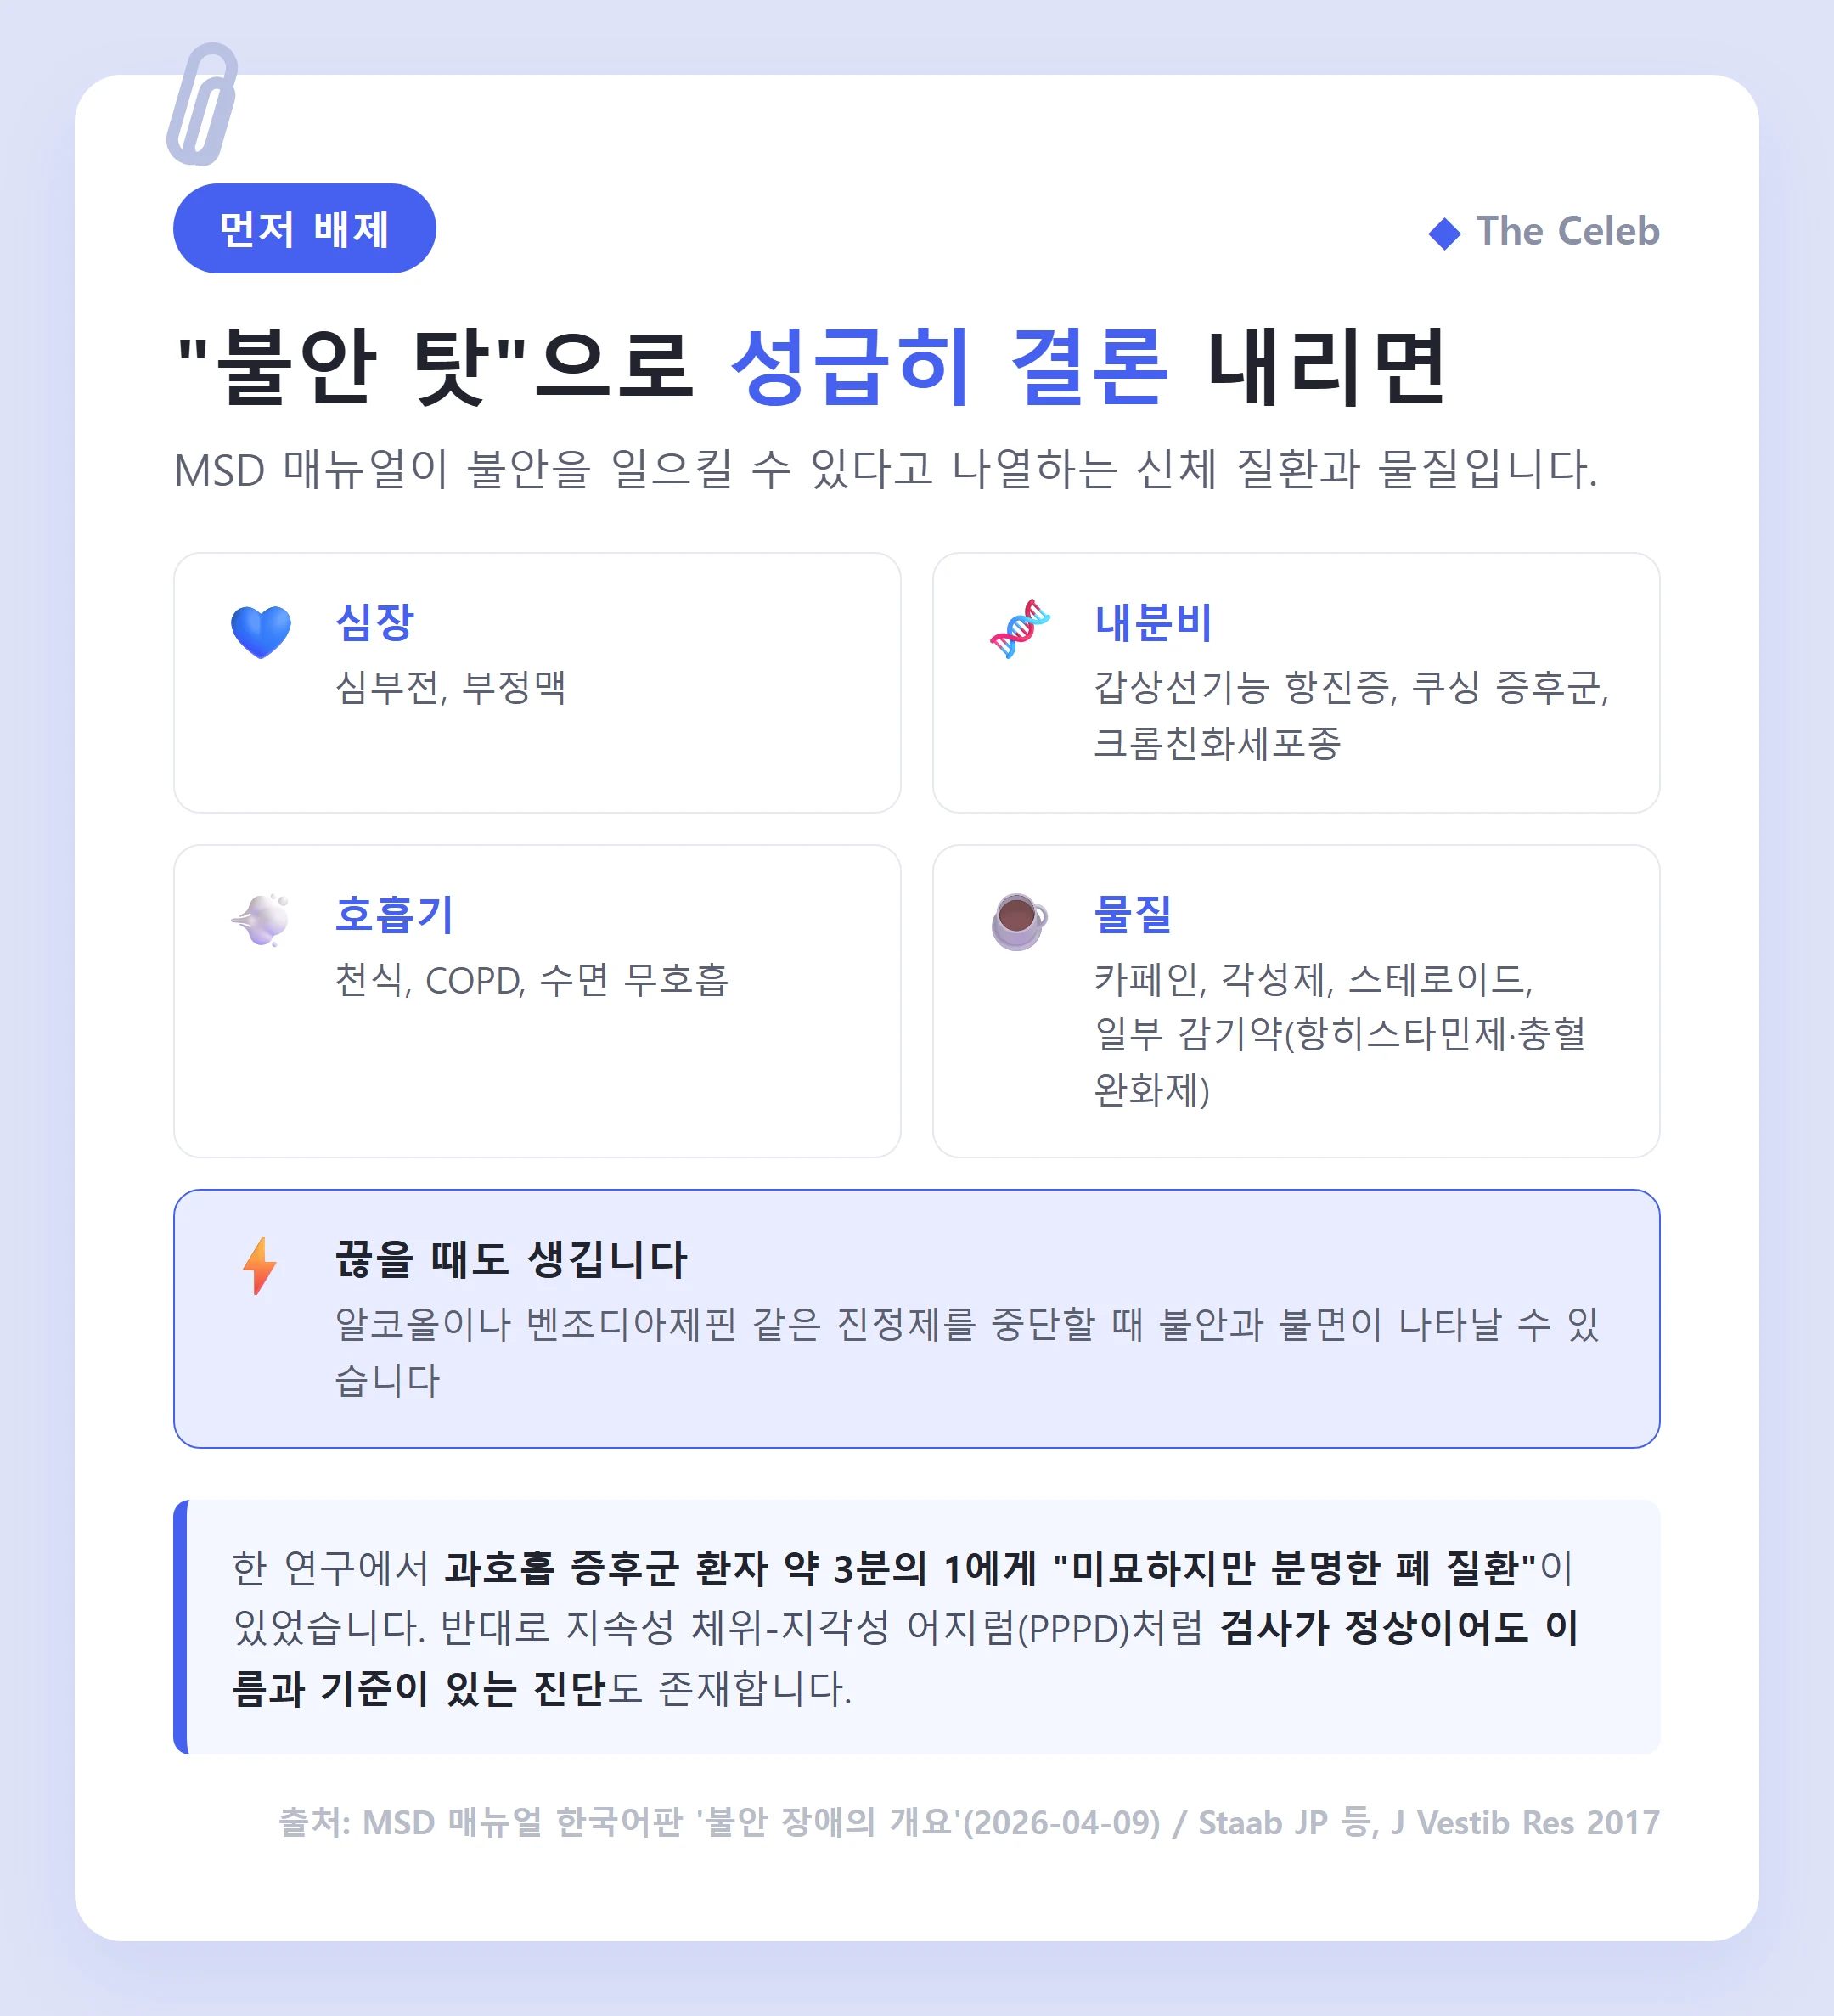 먼저 배제
The Celeb
"불안 탓"으로 성급히 결론 내리면
MSD 매뉴얼이 불안을 일으킬 수 있다고 나열하는 신체 질환과 물질입니다.
심장
심부전, 부정맥
내분비
갑상선기능 항진증, 쿠싱 증후군,
크롬친화세포종
호흡기
천식, COPD, 수면 무호흡
물질
카페인, 각성제, 스테로이드,
일부 감기약(항히스타민제·충혈
완화제)
끊을 때도 생깁니다
알코올이나 벤조디아제핀 같은 진정제를 중단할 때 불안과 불면이 나타날 수 있
습니다
한 연구에서 과호흡 증후군 환자 약 3분의 1에게 "미묘하지만 분명한 폐 질환"이
있었습니다. 반대로 지속성 체위-지각성 어지럼(PPPD)처럼 검사가 정상이어도 이
름과 기준이 있는 진단도 존재합니다.
출처: MSD 매뉴얼 한국어판 '불안 장애의 개요'(2026-04-09) / Staab JP 등, J Vestib Res 2017